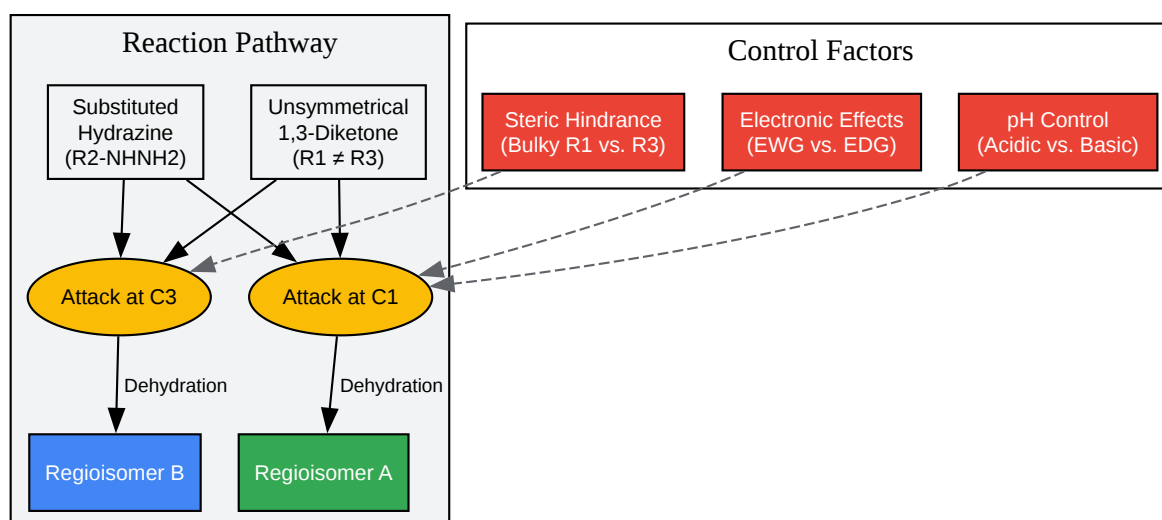 Reaction Pathway
Control Factors
Substituted
Hydrazine
(R2-NHNH2)
Unsymmetrical
1,3-Diketone
(R1 ≠ R3)
Steric Hindrance
(Bulky R1 vs. R3)
Electronic Effects
(EWG vs. EDG)
pH Control
(Acidic vs. Basic)
Attack at C3
Attack at C1
Dehydration
Dehydration
Regioisomer B
Regioisomer A